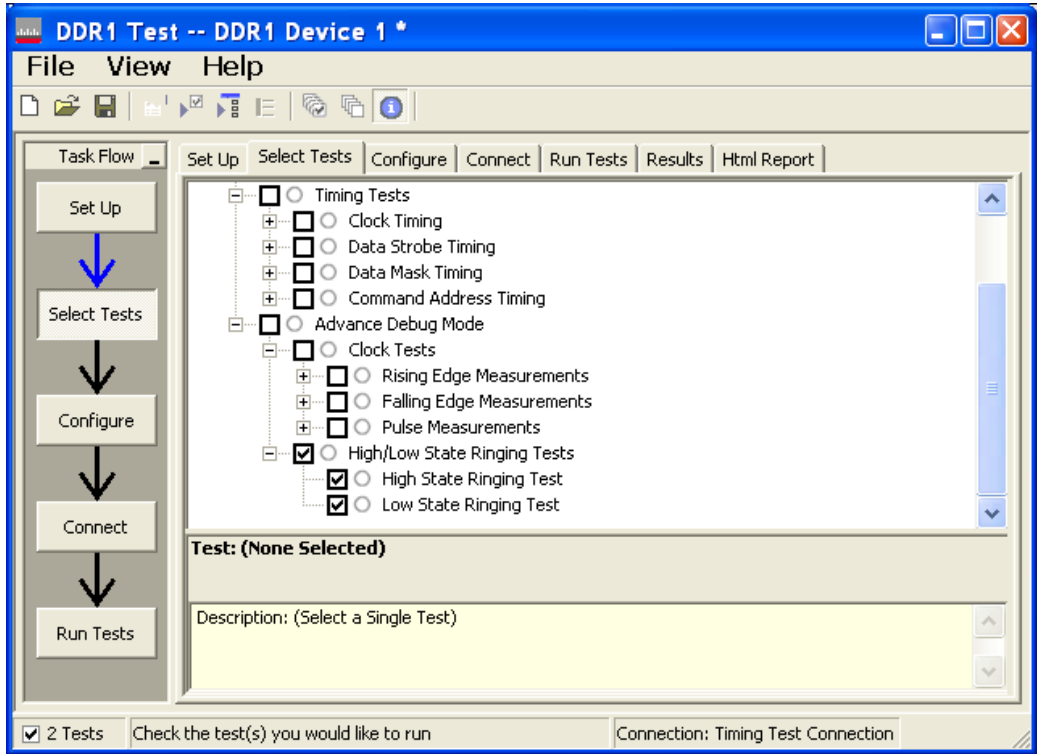 DDR1 Test -- DDR1 Device 1 *
File View Help
Task Flow
Set Up
Select Tests
Configure
Connect
Run Tests
Set Up Select Tests Configure Connect Run Tests Results Html Report
Timing Tests
Clock Timing
Data Strobe Timing
Data Mask Timing
Command Address Timing
Advance Debug Mode
Clock Tests
Rising Edge Measurements
Falling Edge Measurements
Pulse Measurements
High/Low State Ringing Tests
High State Ringing Test
Low State Ringing Test
Test: (None Selected)
Description: (Select a Single Test)
2 Tests Check the test(s) you would like to run Connection: Timing Test Connection